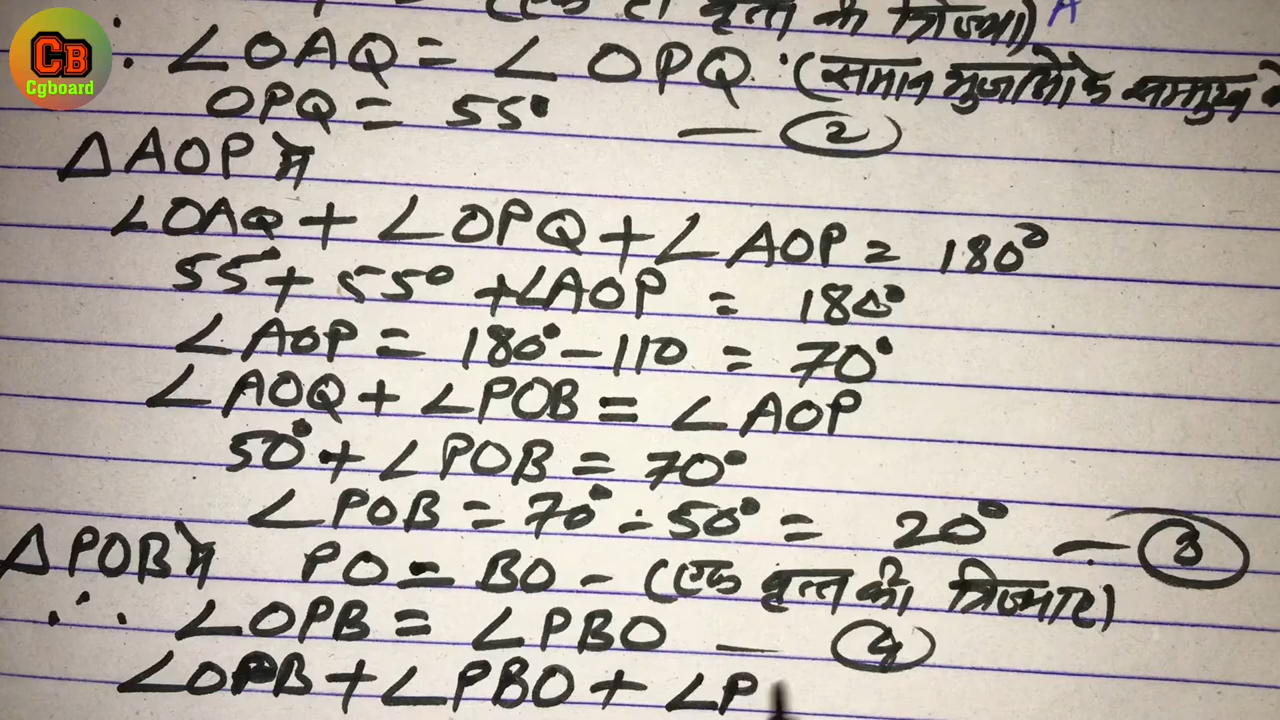 CB
Cgboard
(एक ही वृत्त की त्रिज्या) A
∴ ∠OAQ = ∠OPQ (समान भुजाओं के सम्मुख के
OPQ = 55° — (2)
△AOP में
∠OAQ + ∠OPQ + ∠AOP = 180°
55° + 55° + ∠AOP = 180°
∠AOP = 180° - 110 = 70°
∠AOQ + ∠POB = ∠AOP
50° + ∠POB = 70°
∠POB = 70° - 50° = 20° — (3)
△POB में PO = BO - (एक वृत्त की त्रिज्याए)
∴ ∠OPB = ∠PBO — (4)
∠OPB + ∠PBO + ∠P